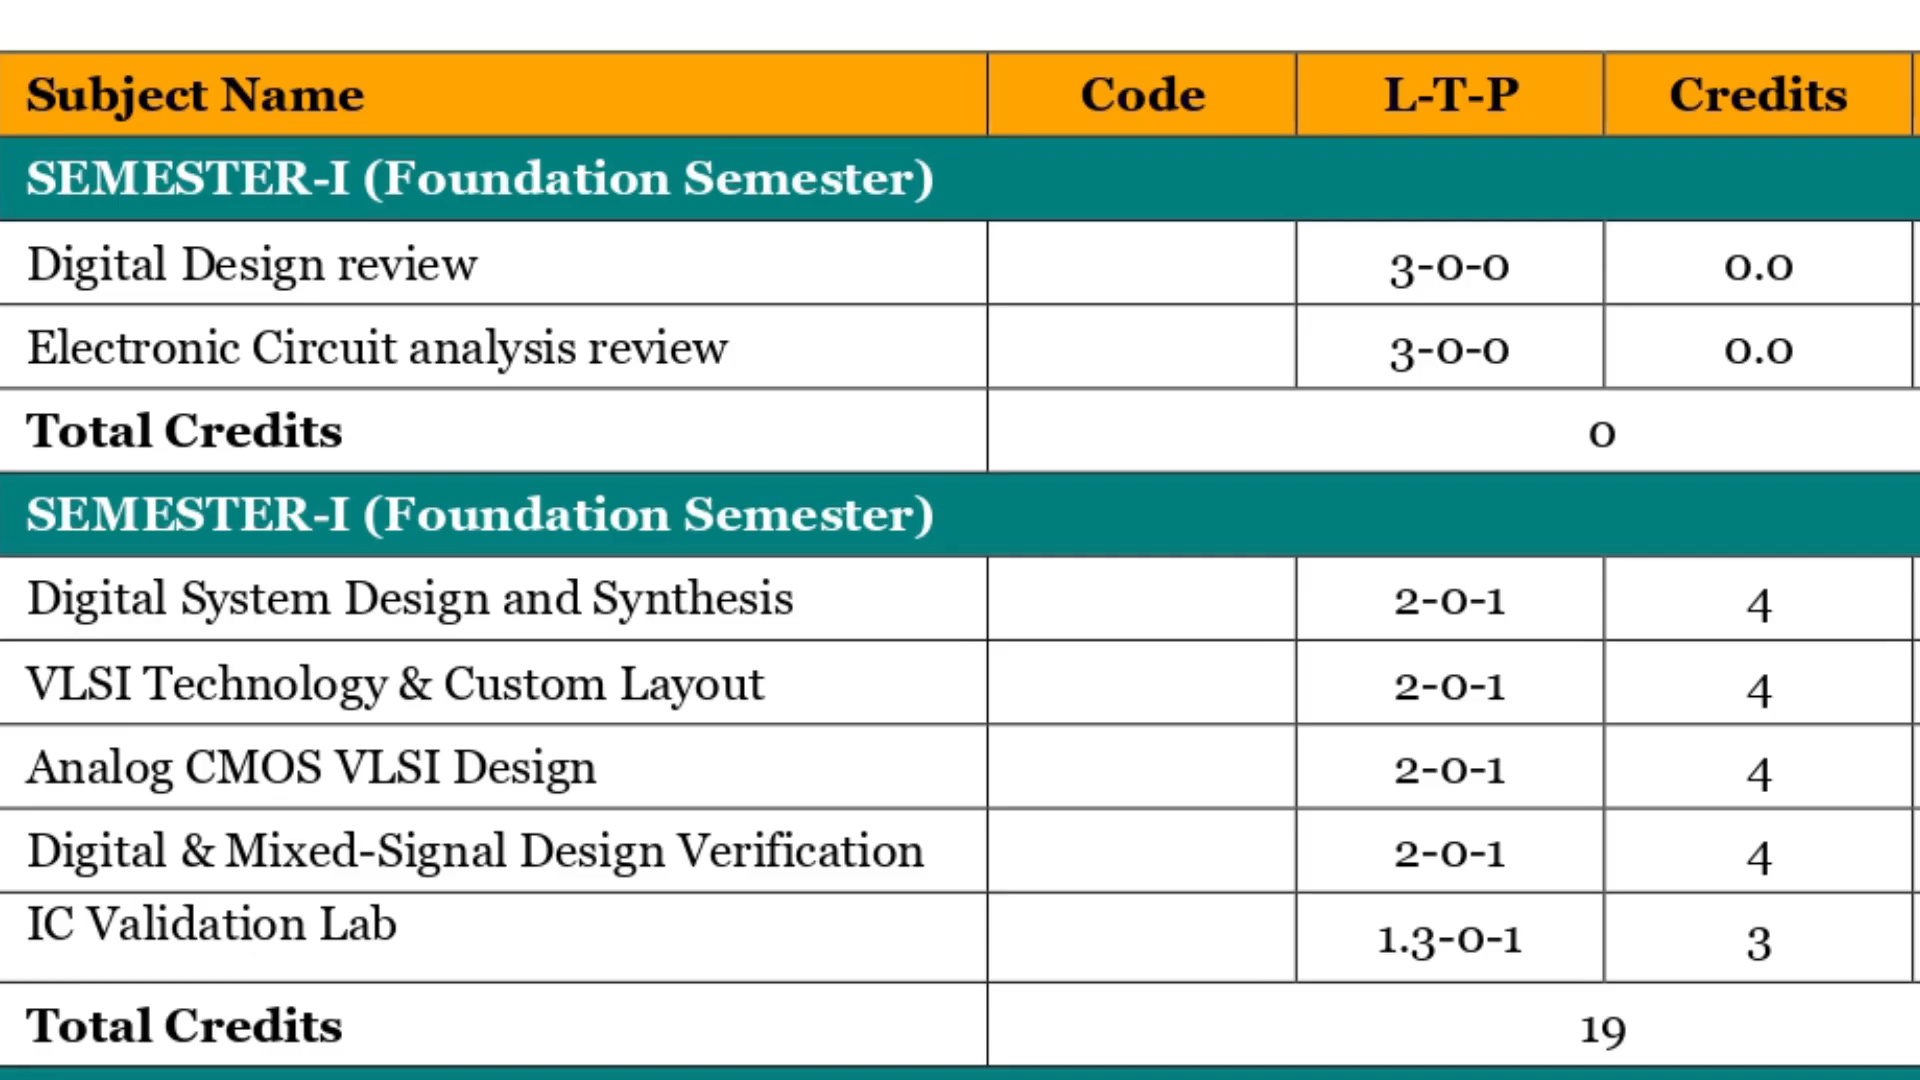 Subject Name Code L-T-P Credits
SEMESTER-I (Foundation Semester)
Digital Design review 3-0-0 0.0
Electronic Circuit analysis review 3-0-0 0.0
Total Credits 0
SEMESTER-I (Foundation Semester)
Digital System Design and Synthesis 2-0-1 4
VLSI Technology & Custom Layout 2-0-1 4
Analog CMOS VLSI Design 2-0-1 4
Digital & Mixed-Signal Design Verification 2-0-1 4
IC Validation Lab 1.3-0-1 3
Total Credits 19